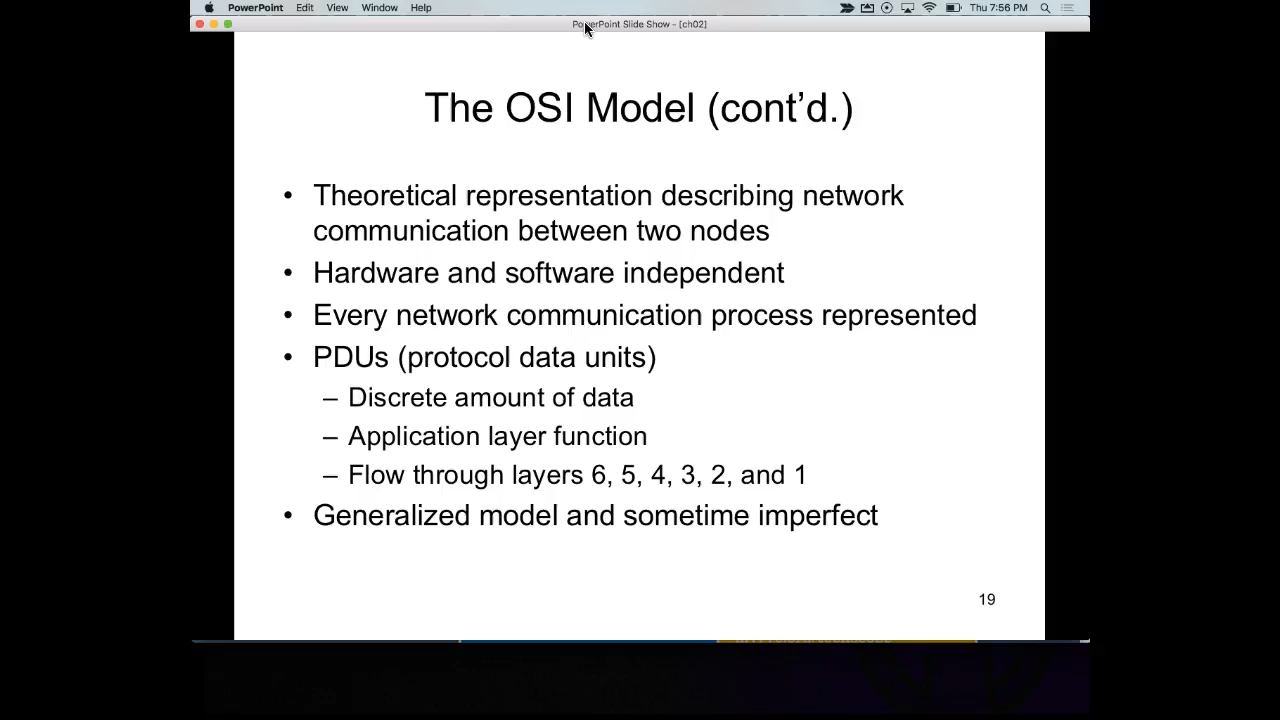 PowerPoint Edit View Window Help Thu 7:56 PM
PowerPoint Slide Show - [ch02]
The OSI Model (cont’d.)
• Theoretical representation describing network
communication between two nodes
• Hardware and software independent
• Every network communication process represented
• PDUs (protocol data units)
– Discrete amount of data
– Application layer function
– Flow through layers 6, 5, 4, 3, 2, and 1
• Generalized model and sometime imperfect
19